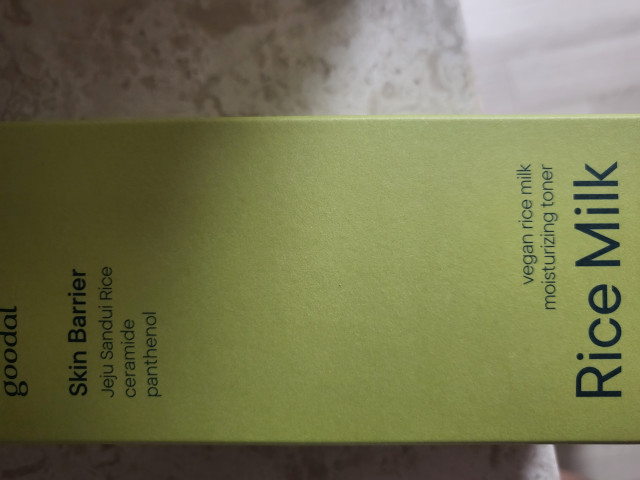 goodal
Skin Barrier
Jeju Sandui Rice
ceramide
panthenol
vegan rice milk
moisturizing toner
Rice Milk